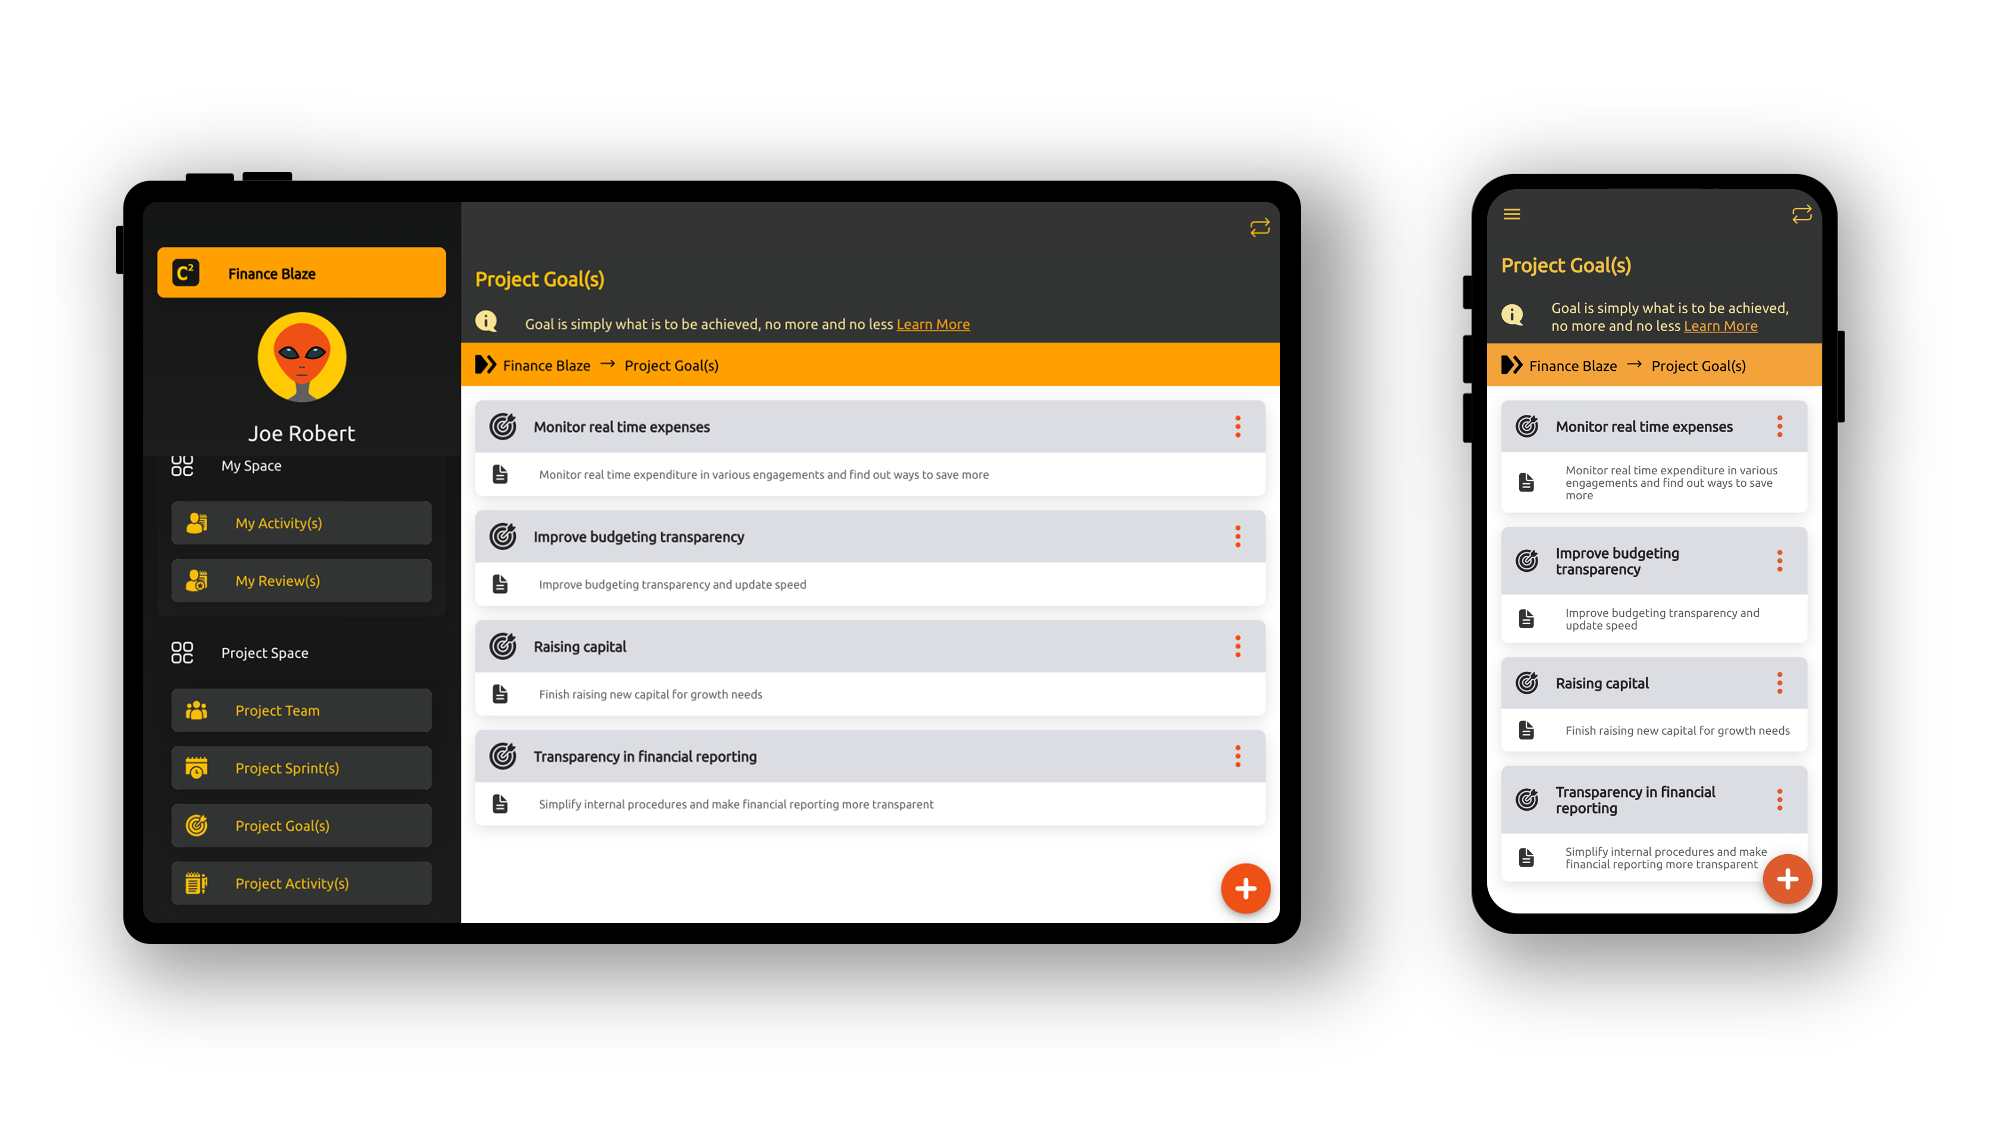 C²
Finance Blaze
Joe Robert
My Space
My Activity(s)
My Review(s)
Project Space
Project Team
Project Sprint(s)
Project Goal(s)
Project Activity(s)
Project Goal(s)
Goal is simply what is to be achieved, no more and no less Learn More
Finance Blaze → Project Goal(s)
Monitor real time expenses
Monitor real time expenditure in various engagements and find out ways to save more
Improve budgeting transparency
Improve budgeting transparency and update speed
Raising capital
Finish raising new capital for growth needs
Transparency in financial reporting
Simplify internal procedures and make financial reporting more transparent
Project Goal(s)
Goal is simply what is to be achieved,
no more and no less Learn More
Finance Blaze → Project Goal(s)
Monitor real time expenses
Monitor real time expenditure in various
engagements and find out ways to save
more
Improve budgeting
transparency
Improve budgeting transparency and
update speed
Raising capital
Finish raising new capital for growth needs
Transparency in financial
reporting
Simplify internal procedures and make
financial reporting more transparent